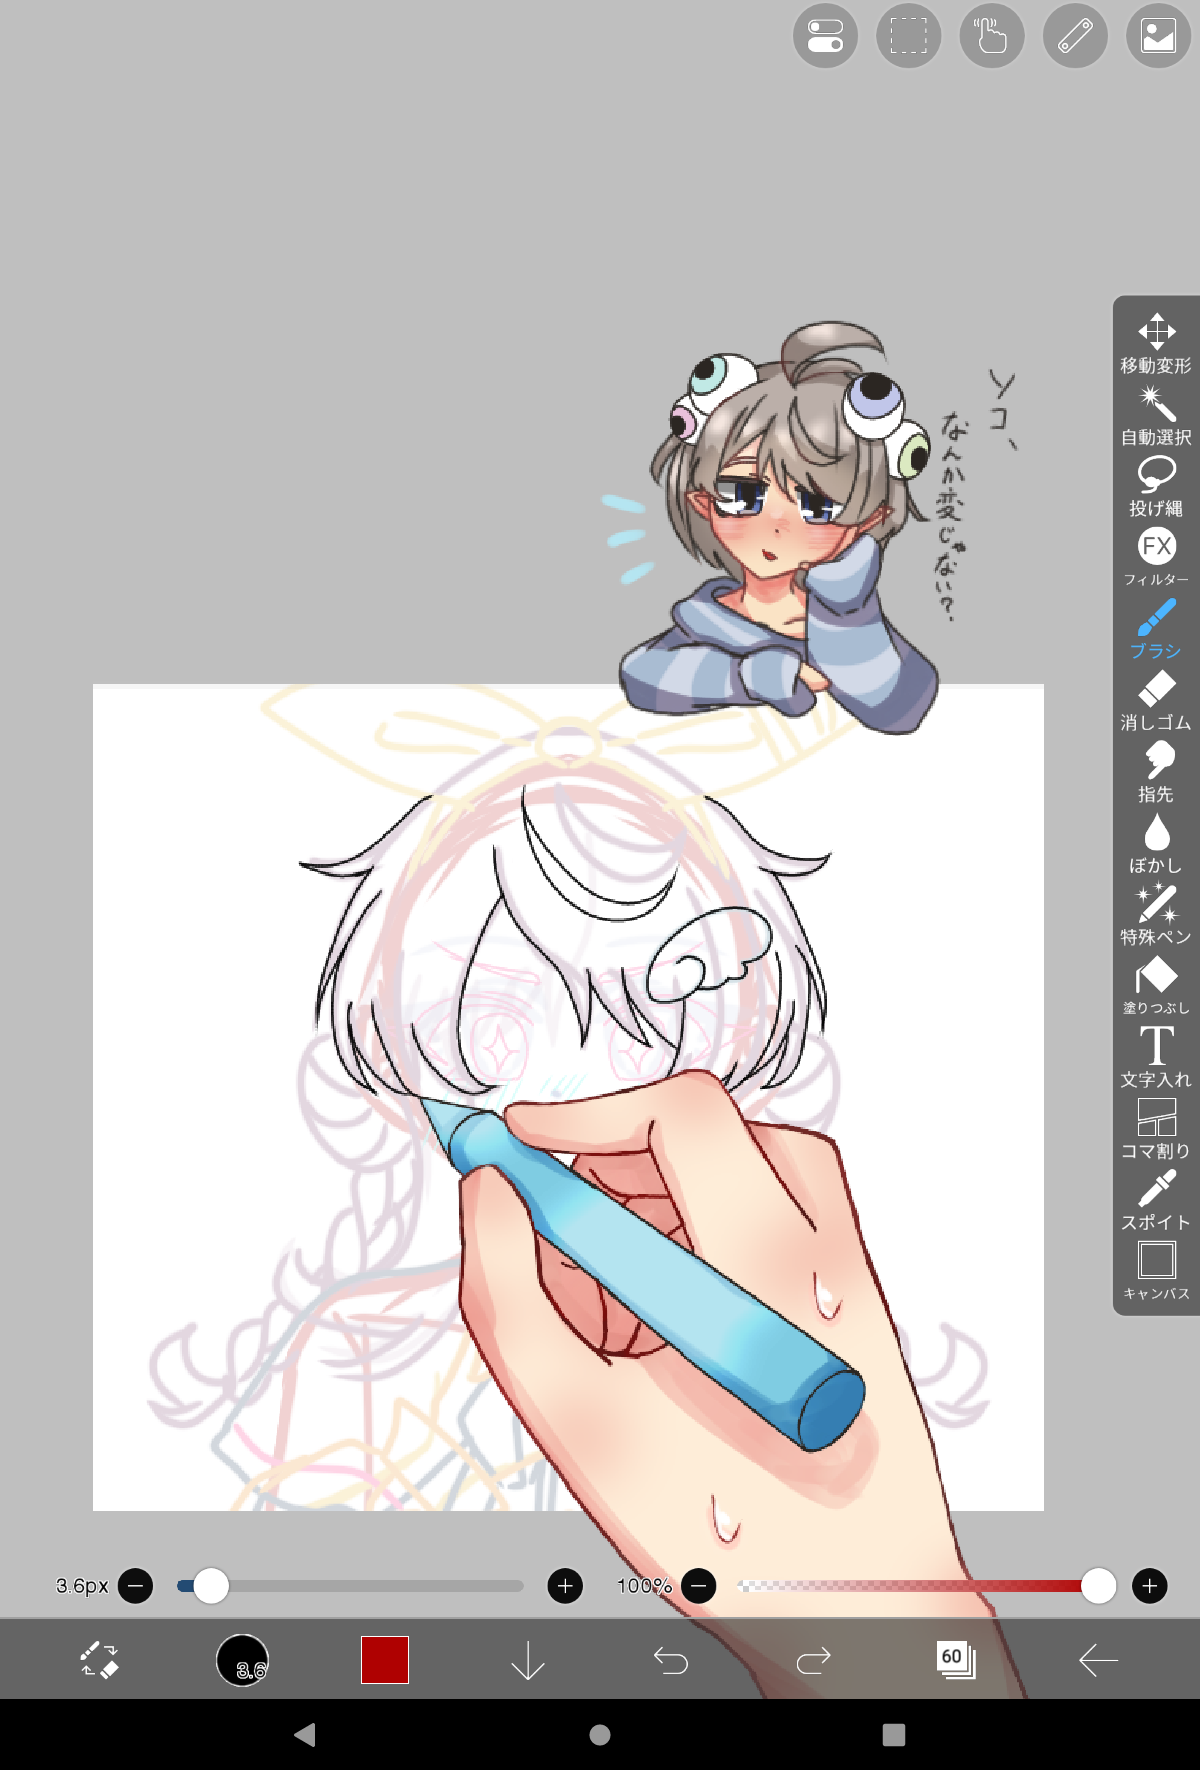 ソコ、
なんか変じゃない?
移動変形
自動選択
投げ縄
FX
フィルター
ブラシ
消しゴム
指先
ぼかし
特殊ペン
塗りつぶし
T
文字入れ
コマ割り
スポイト
キャンバス
3.6px
100%
3.6
60